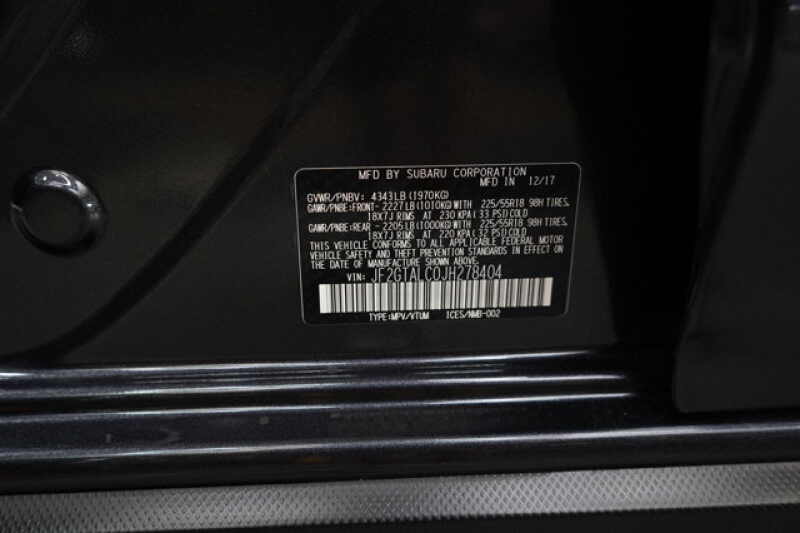 MFD BY SUBARU CORPORATION
MFD IN 12/17
GVWR/PNBV: 4343LB(1970KG)
GAWR/PNBE:FRONT- 2227LB(1010KG)WITH 225/55R18 98H TIRES.
18X7J RIMS AT 230 KPA(33 PSI)COLD
GAWR/PNBE:REAR - 2205LB(1000KG)WITH 225/55R18 98H TIRES.
18X7J RIMS AT 220 KPA(32 PSI)COLD
THIS VEHICLE CONFORMS TO ALL APPLICABLE FEDERAL MOTOR
VEHICLE SAFETY AND THEFT PREVENTION STANDARDS IN EFFECT ON
THE DATE OF MANUFACTURE SHOWN ABOVE.
VIN: JF2GTALC0JH278404
TYPE:MPV/VTUM ICES/NMB-002